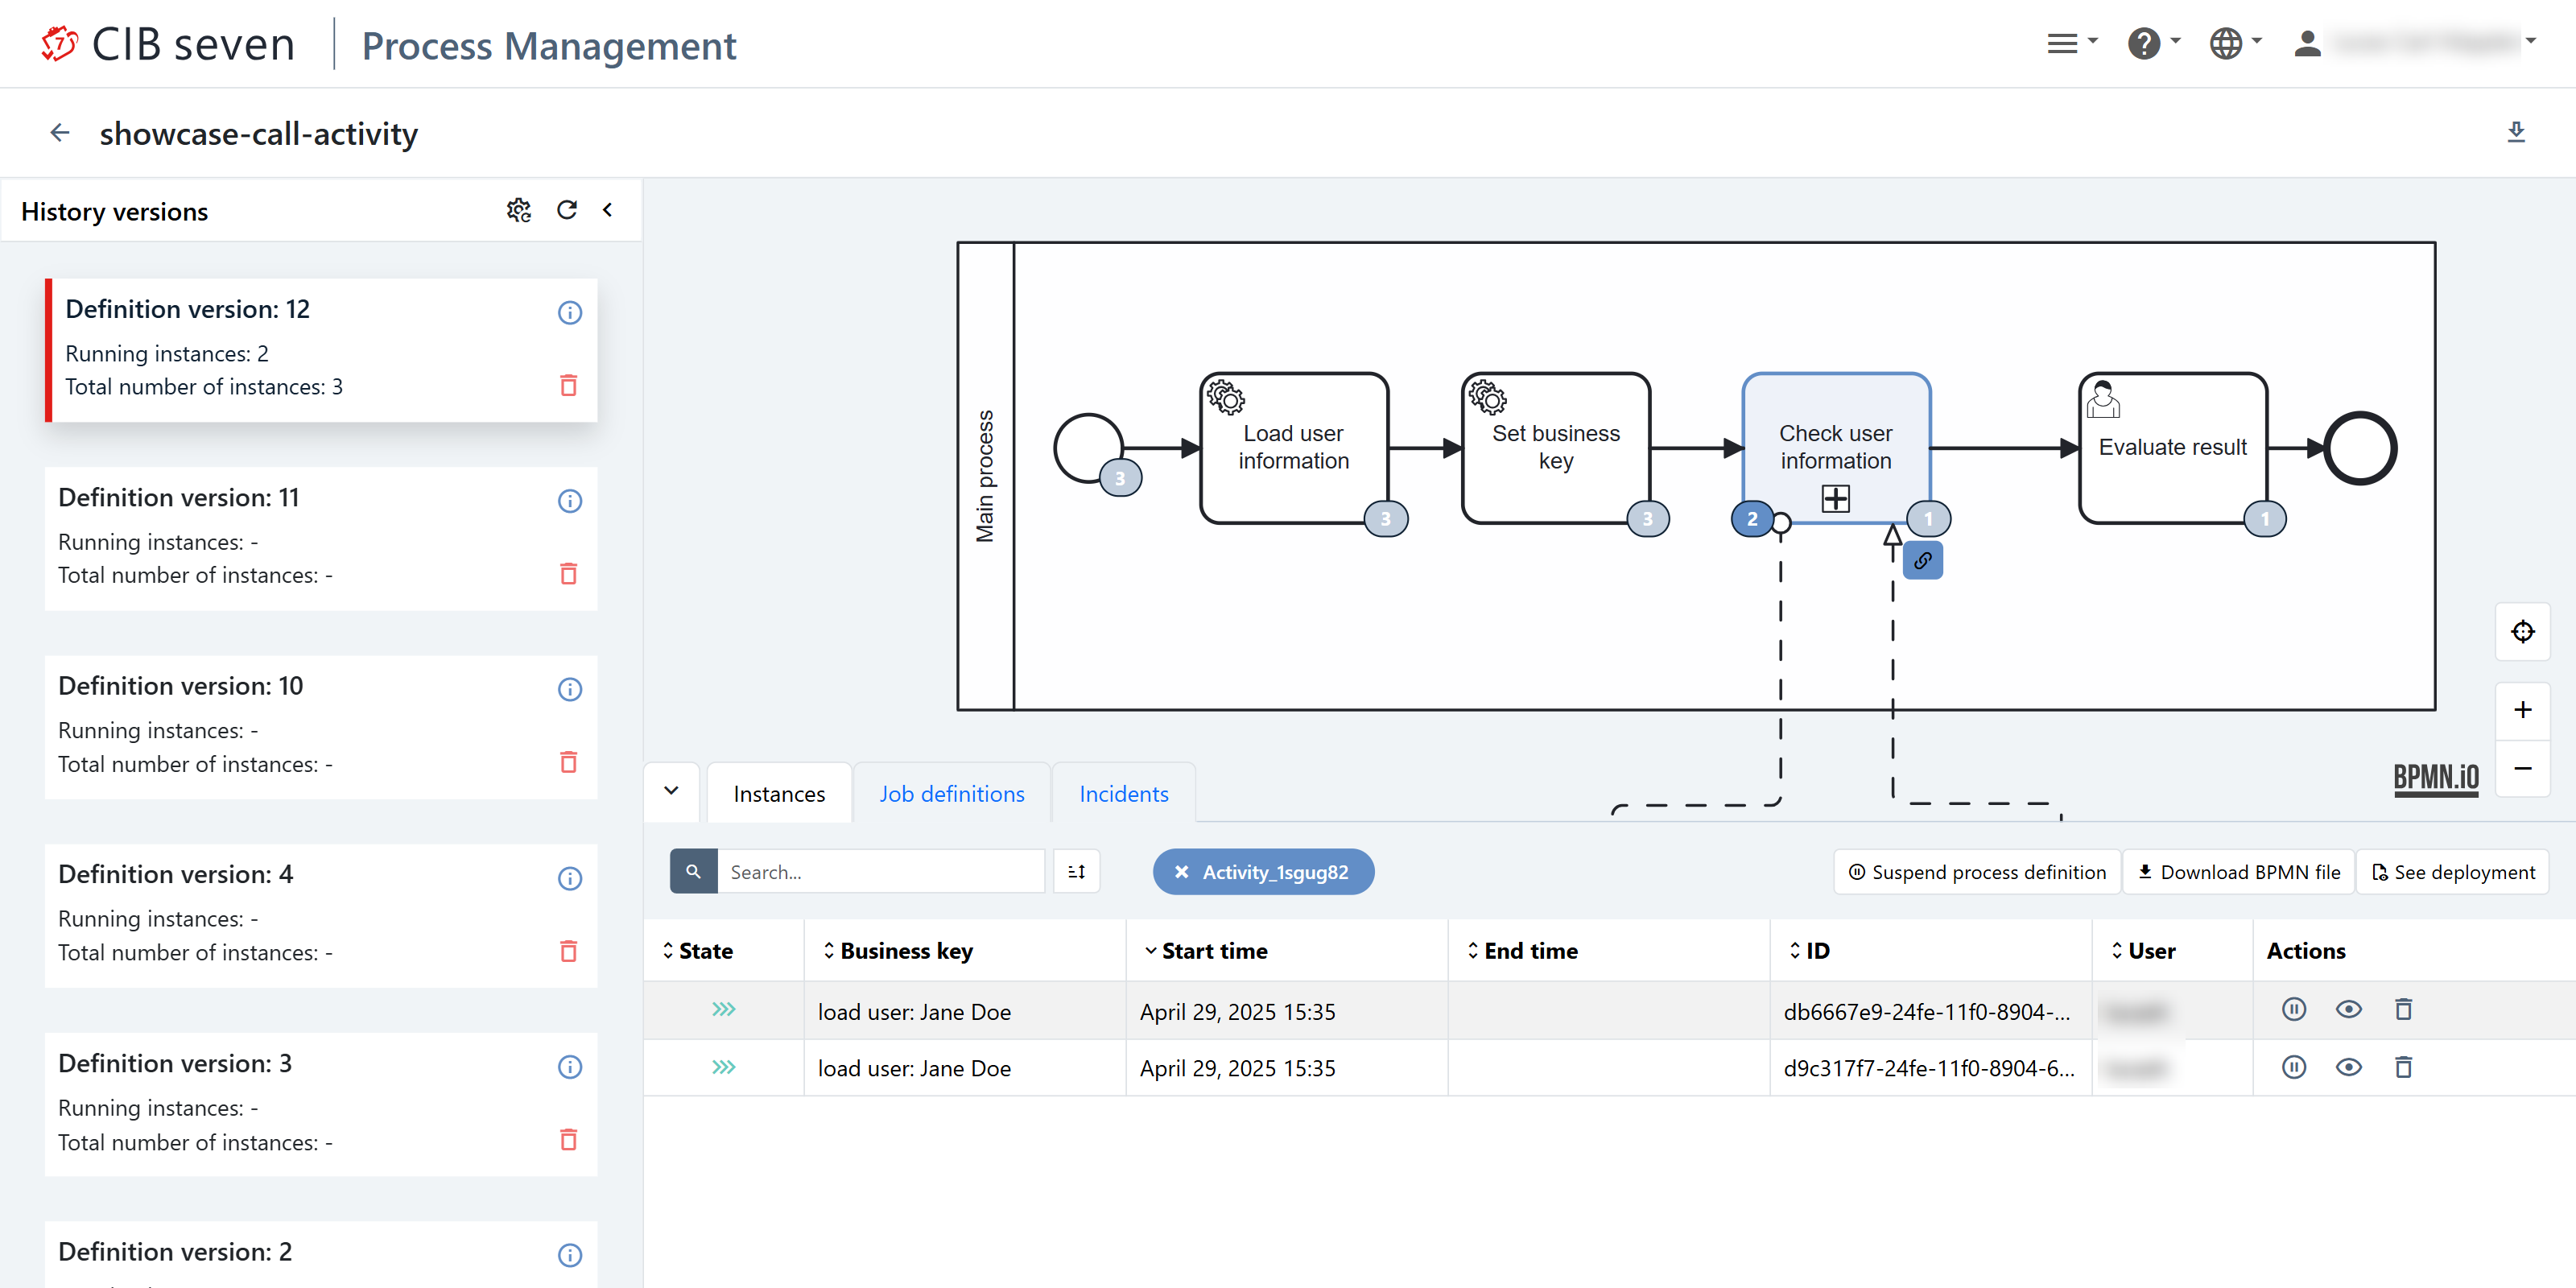 CIB seven
Process Management
showcase-call-activity
History versions
Definition version: 12
Running instances: 2
Total number of instances: 3
Definition version: 11
Running instances: -
Total number of instances: -
Definition version: 10
Running instances: -
Total number of instances: -
Definition version: 4
Running instances: -
Total number of instances: -
Definition version: 3
Running instances: -
Total number of instances: -
Definition version: 2
Main process
3
Load user
information
3
Set business
key
3
Check user
information
2
1
Evaluate result
1
BPMN.iO
Instances
Job definitions
Incidents
Search...
Activity_1sgug82
Suspend process definition
Download BPMN file
See deployment
State Business key Start time End time ID User Actions
load user: Jane Doe April 29, 2025 15:35 db6667e9-24fe-11f0-8904-...
load user: Jane Doe April 29, 2025 15:35 d9c317f7-24fe-11f0-8904-6...